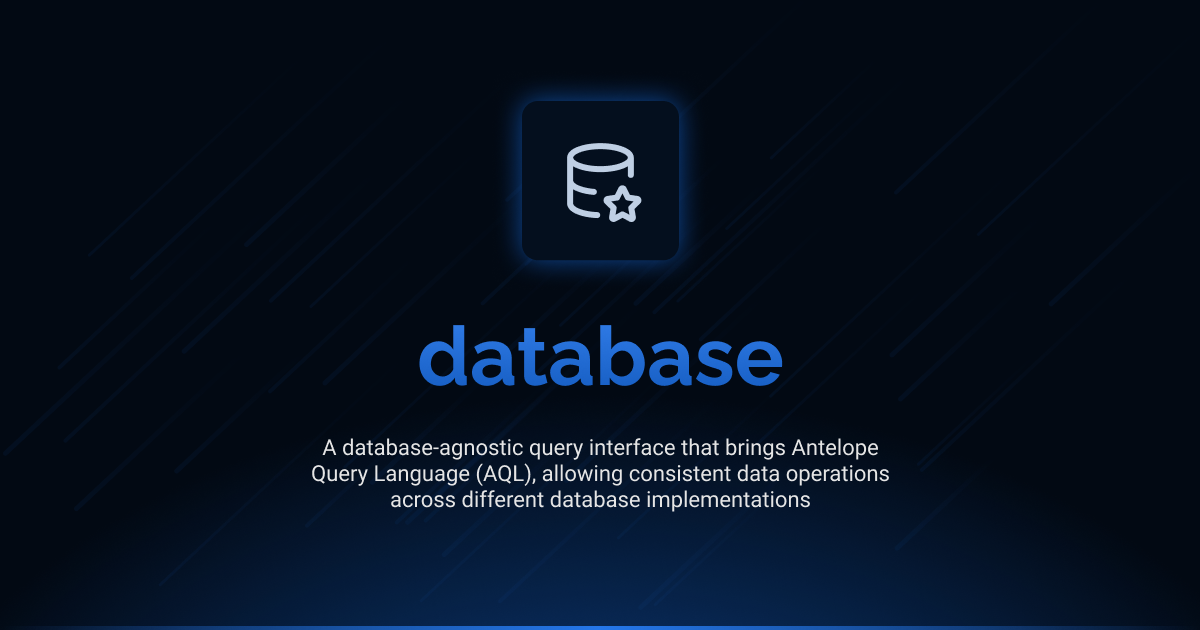 database
A database-agnostic query interface that brings Antelope
Query Language (AQL), allowing consistent data operations
across different database implementations